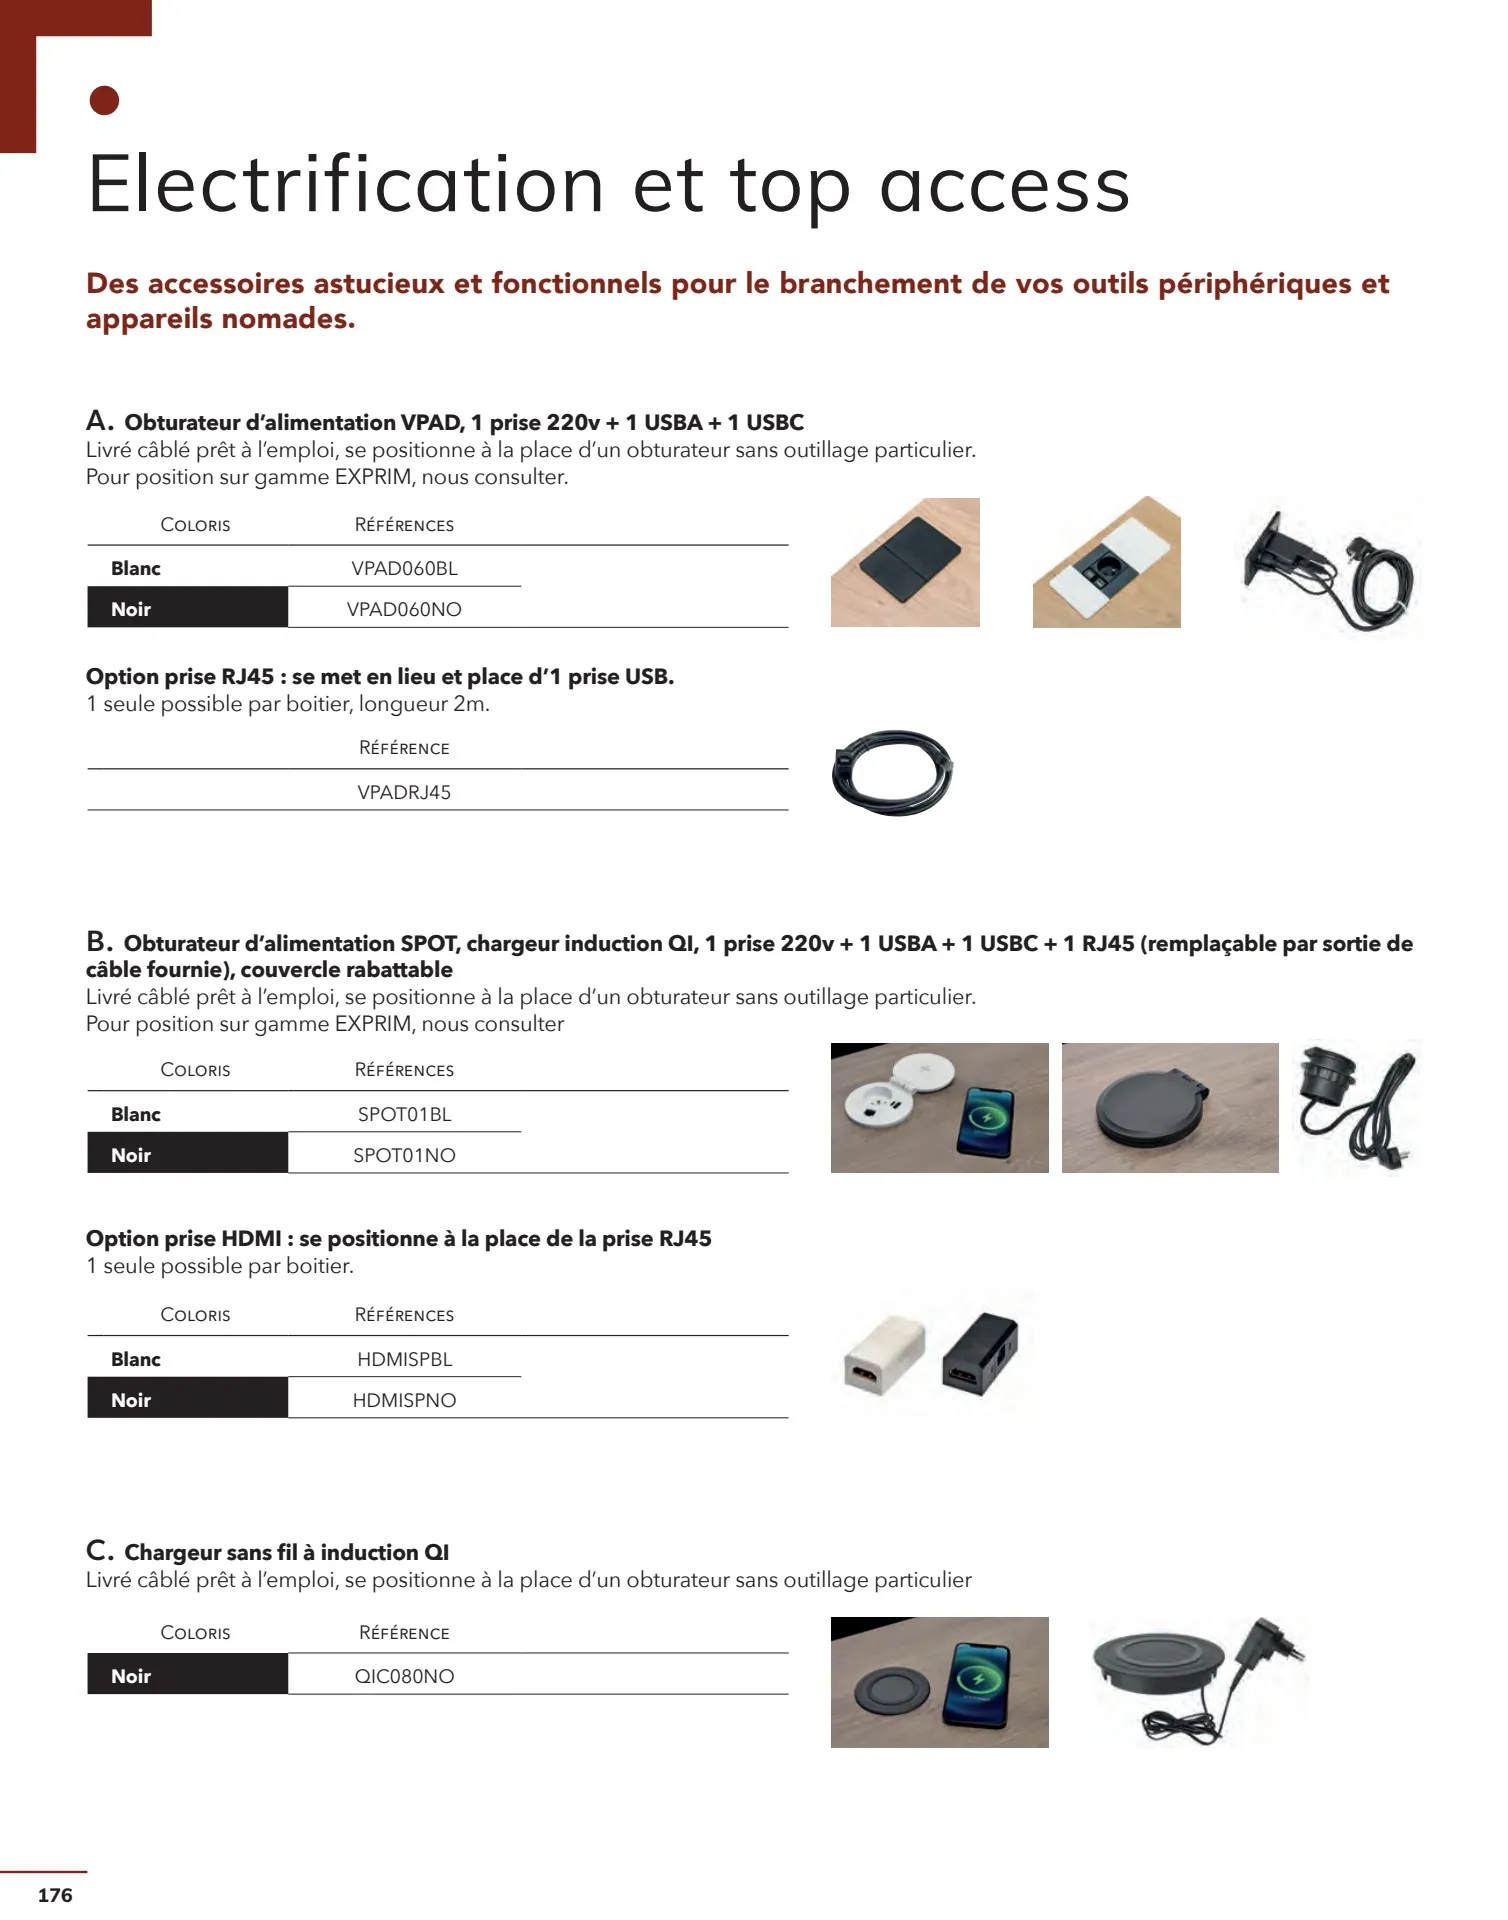 Electrification et top access
Des accessoires astucieux et fonctionnels pour le branchement de vos outils périphériques et
appareils nomades.
A. Obturateur d’alimentation VPAD, 1 prise 220v + 1 USBA + 1 USBC
Livré câblé prêt à l’emploi, se positionne à la place d’un obturateur sans outillage particulier.
Pour position sur gamme EXPRIM, nous consulter.
Coloris Références
Blanc VPAD060BL
Noir VPAD060NO
Option prise RJ45 : se met en lieu et place d’1 prise USB.
1 seule possible par boitier, longueur 2m.
Référence
VPADRJ45
B. Obturateur d’alimentation SPOT, chargeur induction QI, 1 prise 220v + 1 USBA + 1 USBC + 1 RJ45 (remplaçable par sortie de
câble fournie), couvercle rabattable
Livré câblé prêt à l’emploi, se positionne à la place d’un obturateur sans outillage particulier.
Pour position sur gamme EXPRIM, nous consulter
Coloris Références
Blanc SPOT01BL
Noir SPOT01NO
Option prise HDMI : se positionne à la place de la prise RJ45
1 seule possible par boitier.
Coloris Références
Blanc HDMISPBL
Noir HDMISPNO
C. Chargeur sans fil à induction QI
Livré câblé prêt à l’emploi, se positionne à la place d’un obturateur sans outillage particulier
Coloris Référence
Noir QIC080NO
176